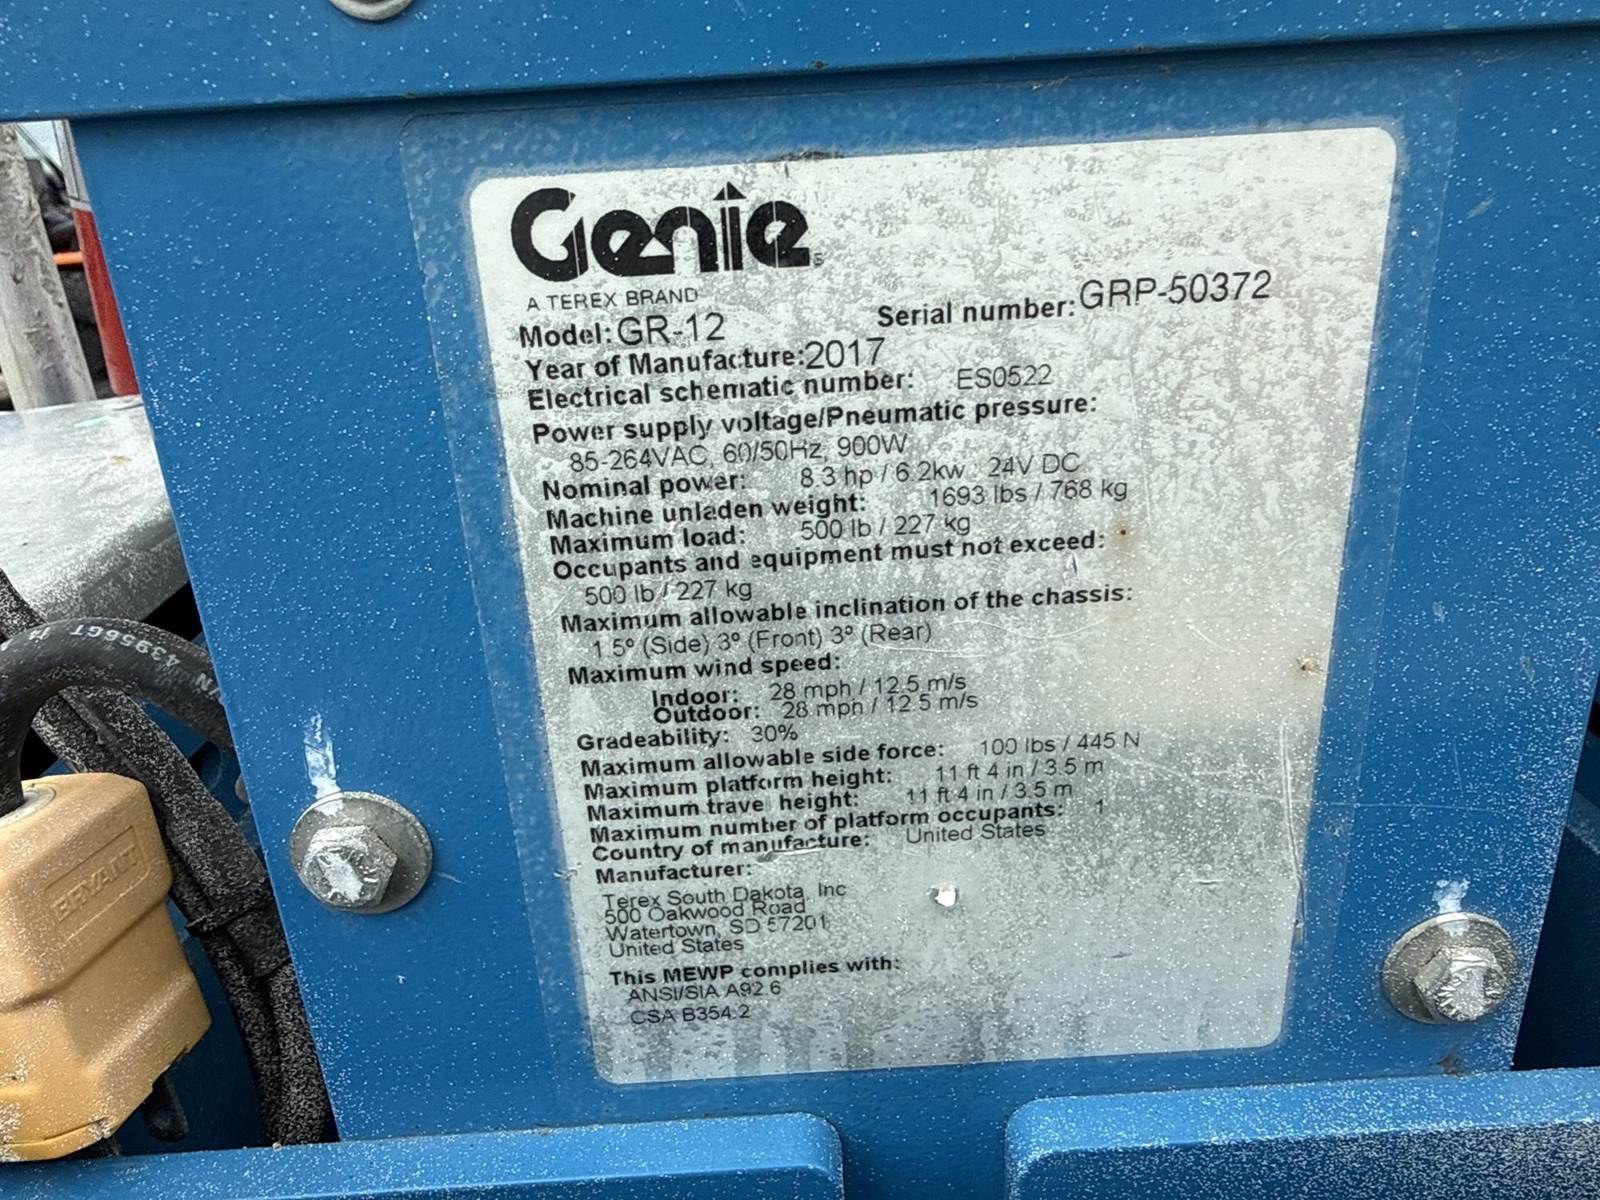 Genie
A TEREX BRAND
Model: GR-12
Serial number: GRP-50372
Year of Manufacture: 2017
Electrical schematic number: ES0522
Power supply voltage/Pneumatic pressure:
85-264VAC, 60/50Hz, 900W
Nominal power: 8.3 hp / 6.2kw, 24V DC
Machine unladen weight: 1693 lbs / 768 kg
Maximum load: 500 lb / 227 kg
Occupants and equipment must not exceed:
500 lb / 227 kg
Maximum allowable inclination of the chassis:
1.5° (Side) 3° (Front) 3° (Rear)
Maximum wind speed:
Indoor: 28 mph / 12.5 m/s
Outdoor: 28 mph / 12.5 m/s
Gradeability: 30%
Maximum allowable side force: 100 lbs / 445 N
Maximum platform height: 11 ft 4 in / 3.5 m
Maximum travel height: 11 ft 4 in / 3.5 m
Maximum number of platform occupants: 1
Country of manufacture: United States
Manufacturer:
Terex South Dakota, Inc
500 Oakwood Road
Watertown, SD 57201
United States
This MEWP complies with:
ANSI/SIA A92.6
CSA B354.2
BRYANT
43956GT